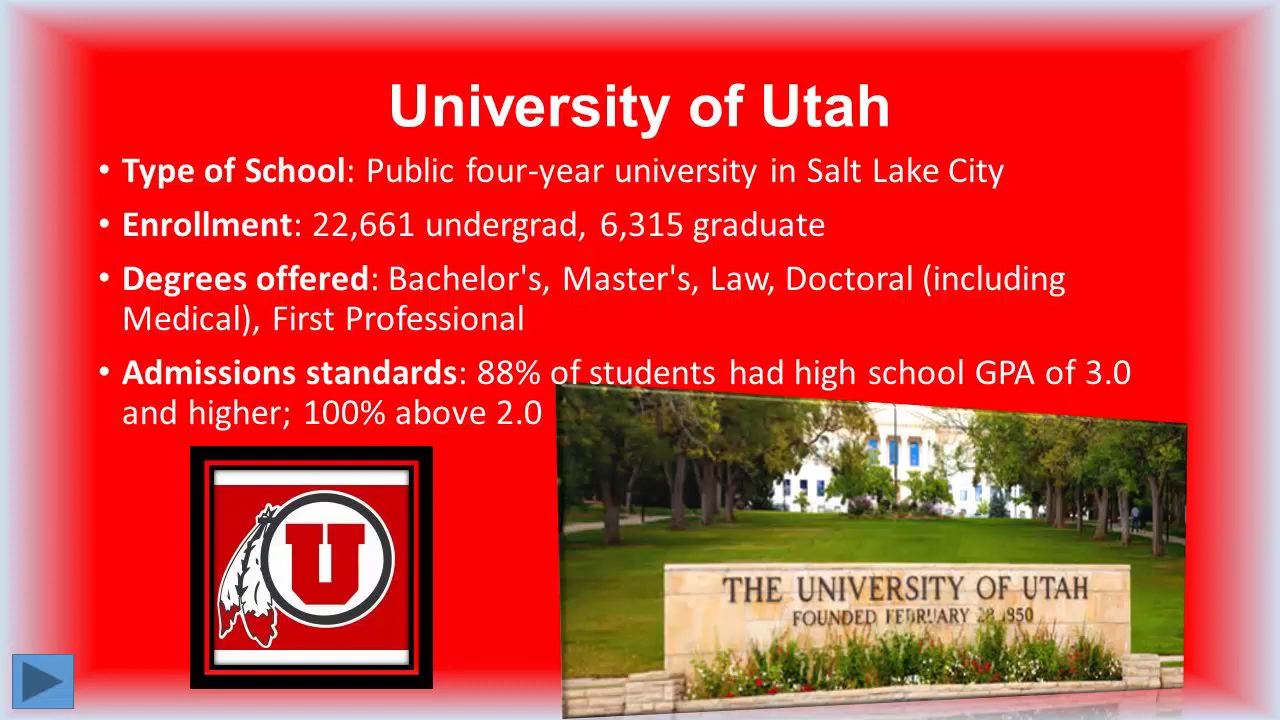 University of Utah
• Type of School: Public four-year university in Salt Lake City
• Enrollment: 22,661 undergrad, 6,315 graduate
• Degrees offered: Bachelor's, Master's, Law, Doctoral (including
Medical), First Professional
• Admissions standards: 88% of students had high school GPA of 3.0
and higher; 100% above 2.0
U
THE UNIVERSITY OF UTAH
FOUNDED FEBRUARY